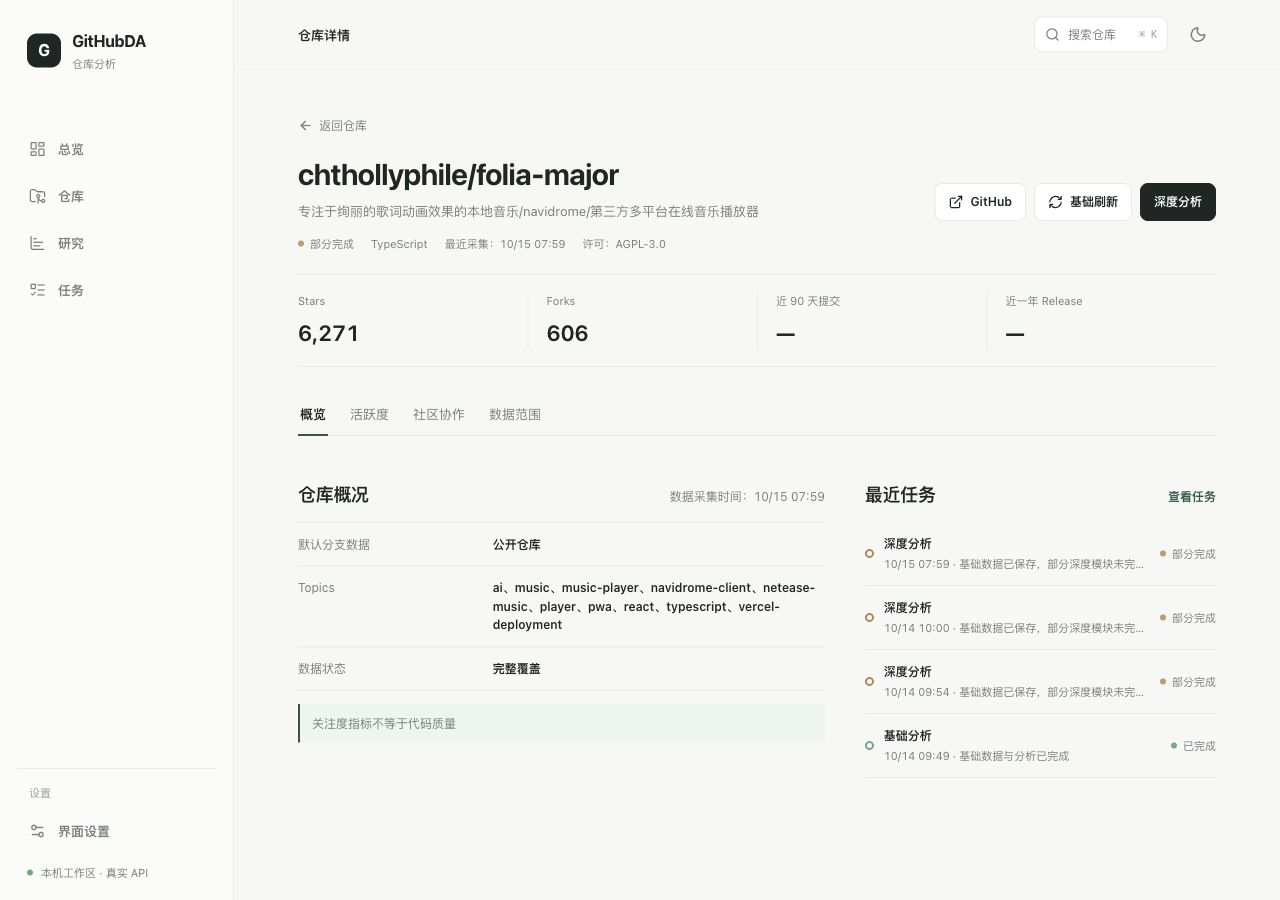 G
GitHubDA
仓库分析
总览
仓库
研究
任务
设置
界面设置
本机工作区 · 真实 API
仓库详情
搜索仓库 ⌘ K
返回仓库
chthollyphile/folia-major
专注于绚丽的歌词动画效果的本地音乐/navidrome/第三方多平台在线音乐播放器
部分完成 TypeScript 最近采集：10/15 07:59 许可：AGPL-3.0
GitHub 基础刷新 深度分析
Stars Forks 近 90 天提交 近一年 Release
6,271 606 — —
概览 活跃度 社区协作 数据范围
仓库概况 数据采集时间：10/15 07:59
默认分支数据 公开仓库
Topics ai、music、music-player、navidrome-client、netease-
music、player、pwa、react、typescript、vercel-
deployment
数据状态 完整覆盖
关注度指标不等于代码质量
最近任务 查看任务
深度分析
10/15 07:59 · 基础数据已保存，部分深度模块未完... 部分完成
深度分析
10/14 10:00 · 基础数据已保存，部分深度模块未完... 部分完成
深度分析
10/14 09:54 · 基础数据已保存，部分深度模块未完... 部分完成
基础分析
10/14 09:49 · 基础数据与分析已完成 已完成